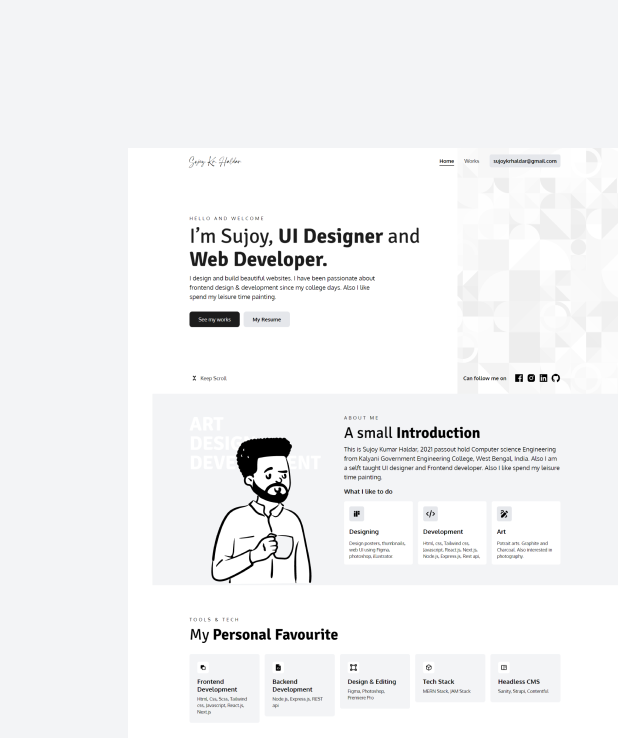 Sujoy Kr. Haldar
Home Works sujoykrhaldar@gmail.com
HELLO AND WELCOME
I'm Sujoy, UI Designer and
Web Developer.
I design and build beautiful websites. I have been passionate about
frontend design & development since my college days. Also I like
spend my leisure time painting.
See my works My Resume
Keep Scroll
Can follow me on
ART
DESIGN
DEVELOPMENT
ABOUT ME
A small Introduction
This is Sujoy Kumar Haldar, 2021 passout hold Computer science Engineering
from Kalyani Government Engineering College, West Bengal, India. Also I am
a selft taught UI designer and Frontend developer. Also I like spend my leisure
time painting.
What I like to do
Designing
Design posters, thumbnails,
web UI using Figma,
photoshop, illustrator.
Development
Html, css, Tailwind css,
Javascript, React.js, Next.js,
Node.js, Express.js, Rest api,
Art
Potrait arts. Graphite and
Charcoal. Also interested in
photography.
TOOLS & TECH
My Personal Favourite
Frontend
Development
Html, Css, Scss, Tailwind
css, Javascript, React.js,
Next.js
Backend
Development
Node.js, Express.js, REST
api
Design & Editing
Figma, Photoshop,
Premiere Pro
Tech Stack
MERN Stack, JAM Stack
Headless CMS
Sanity, Strapi, Contentful